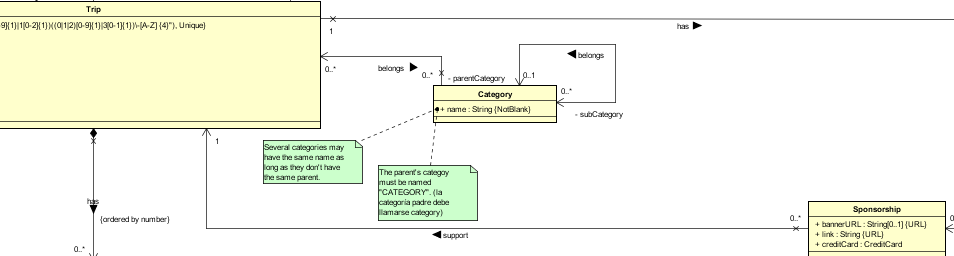 Trip
-9]{1}|1[0-2]{1})((0|1|2)[0-9]{1}|3[0-1]{1})\-[A-Z]{4}"), Unique}
1
has
belongs
0..*
0..*
- parentCategory
0..1
belongs
0..*
- subCategory
Category
+ name : String {NotBlank}
Several categories may
have the same name as
long as they don't have
the same parent.
The parent's categoy
must be named
"CATEGORY". (la
categoría padre debe
llamarse category)
1
has
{ordered by number}
0..*
support
0..*
Sponsorship
+ bannerURL : String[0..1] {URL}
+ link : String {URL}
+ creditCard : CreditCard